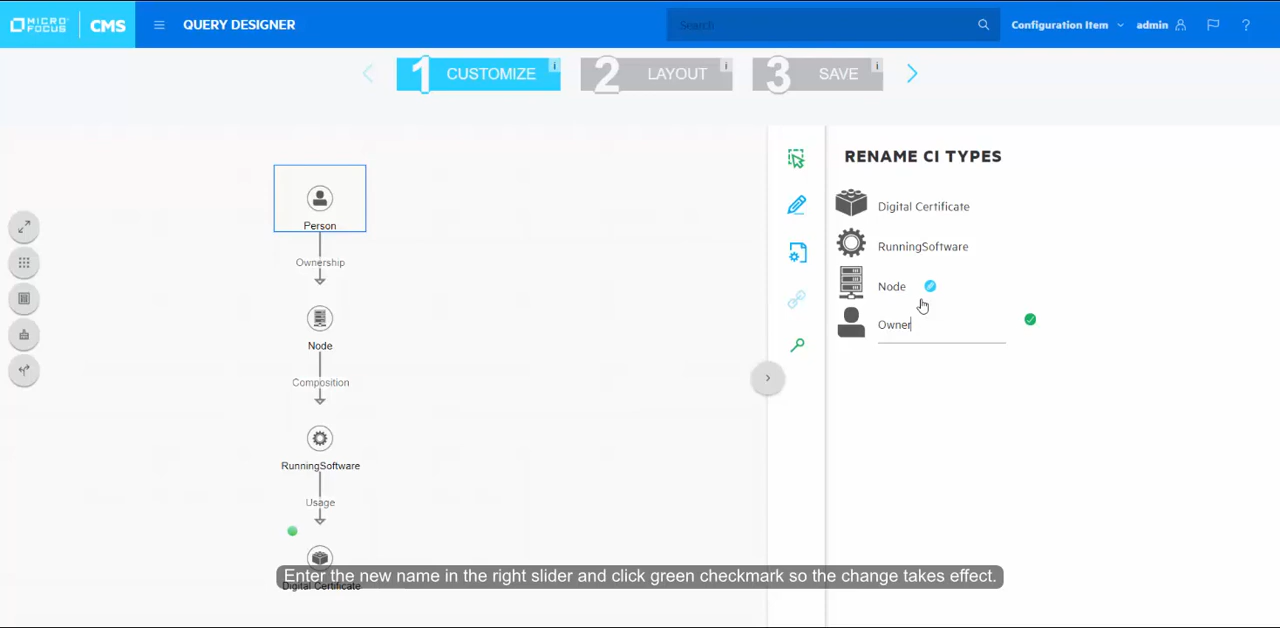 MICRO
FOCUS
CMS
QUERY DESIGNER
Search
Configuration Item
admin
?
1 CUSTOMIZE i
2 LAYOUT i
3 SAVE i
RENAME CI TYPES
Digital Certificate
RunningSoftware
Node
Owner
Person
Ownership
Node
Composition
RunningSoftware
Usage
Digital Certificate
Enter the new name in the right slider and click green checkmark so the change takes effect.